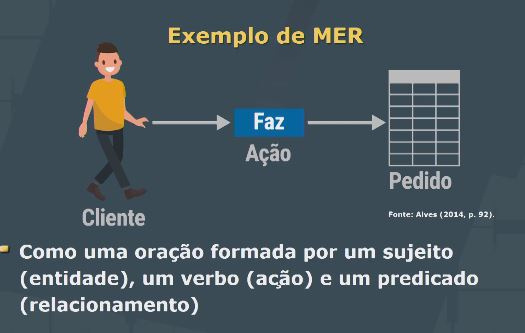 Exemplo de MER
Faz
Ação
Cliente
Pedido
Fonte: Alves (2014, p. 92).
Como uma oração formada por um sujeito
(entidade), um verbo (ação) e um predicado
(relacionamento)